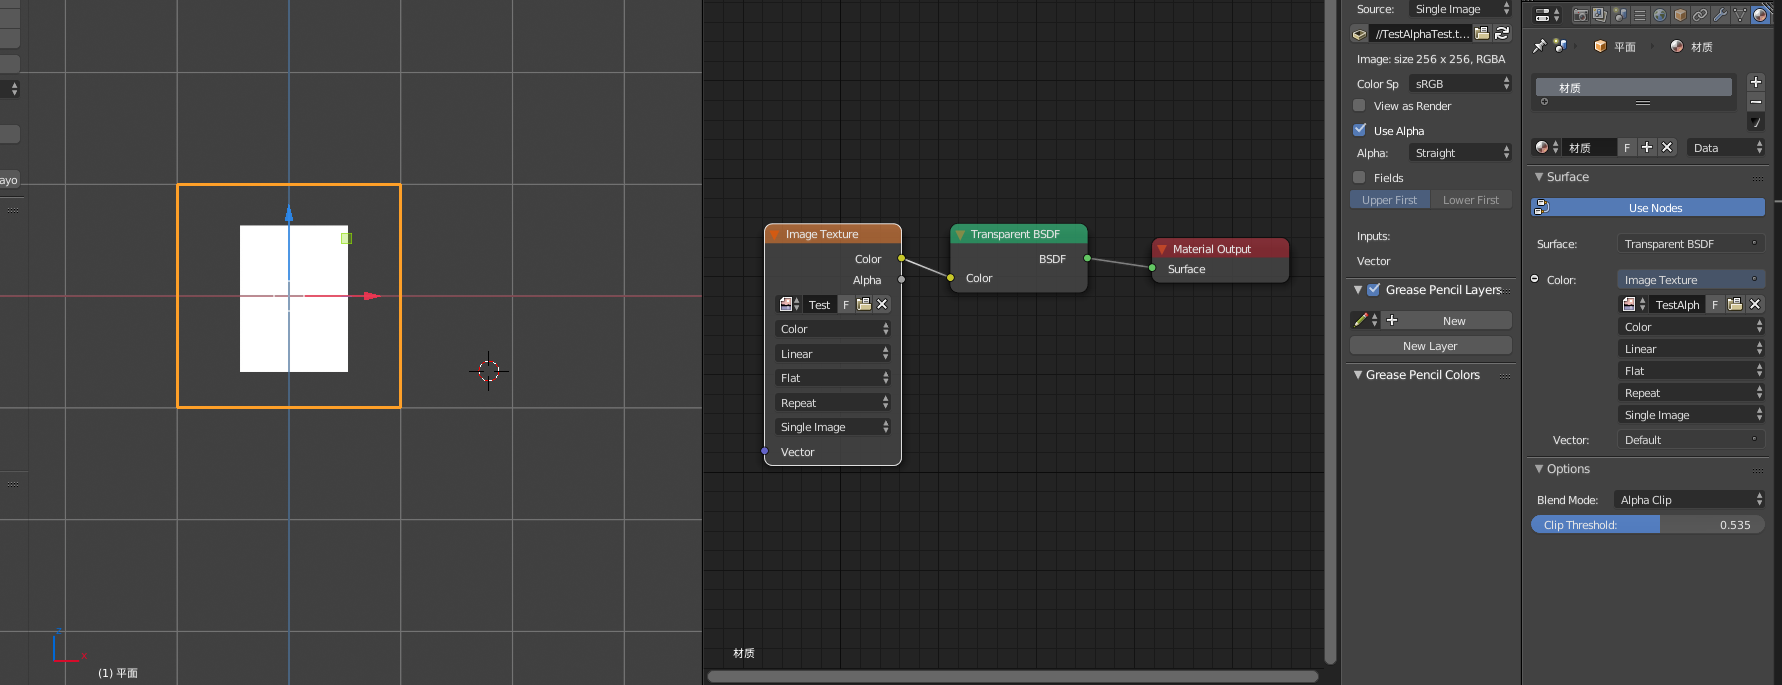 ayo
z
x
(1) 平面
Image Texture
Color
Alpha
Test
F
Color
Linear
Flat
Repeat
Single Image
Vector
Transparent BSDF
BSDF
Color
Material Output
Surface
材质
Source:
Single Image
//TestAlphaTest.t...
Image: size 256 x 256, RGBA
Color Sp
sRGB
View as Render
Use Alpha
Alpha:
Straight
Fields
Upper First
Lower First
Inputs:
Vector
Grease Pencil Layers
New
New Layer
Grease Pencil Colors
平面
材质
材质
材质
F
Data
Surface
Use Nodes
Surface:
Transparent BSDF
Color:
Image Texture
TestAlph
F
Color
Linear
Flat
Repeat
Single Image
Vector:
Default
Options
Blend Mode:
Alpha Clip
Clip Threshold:
0.535